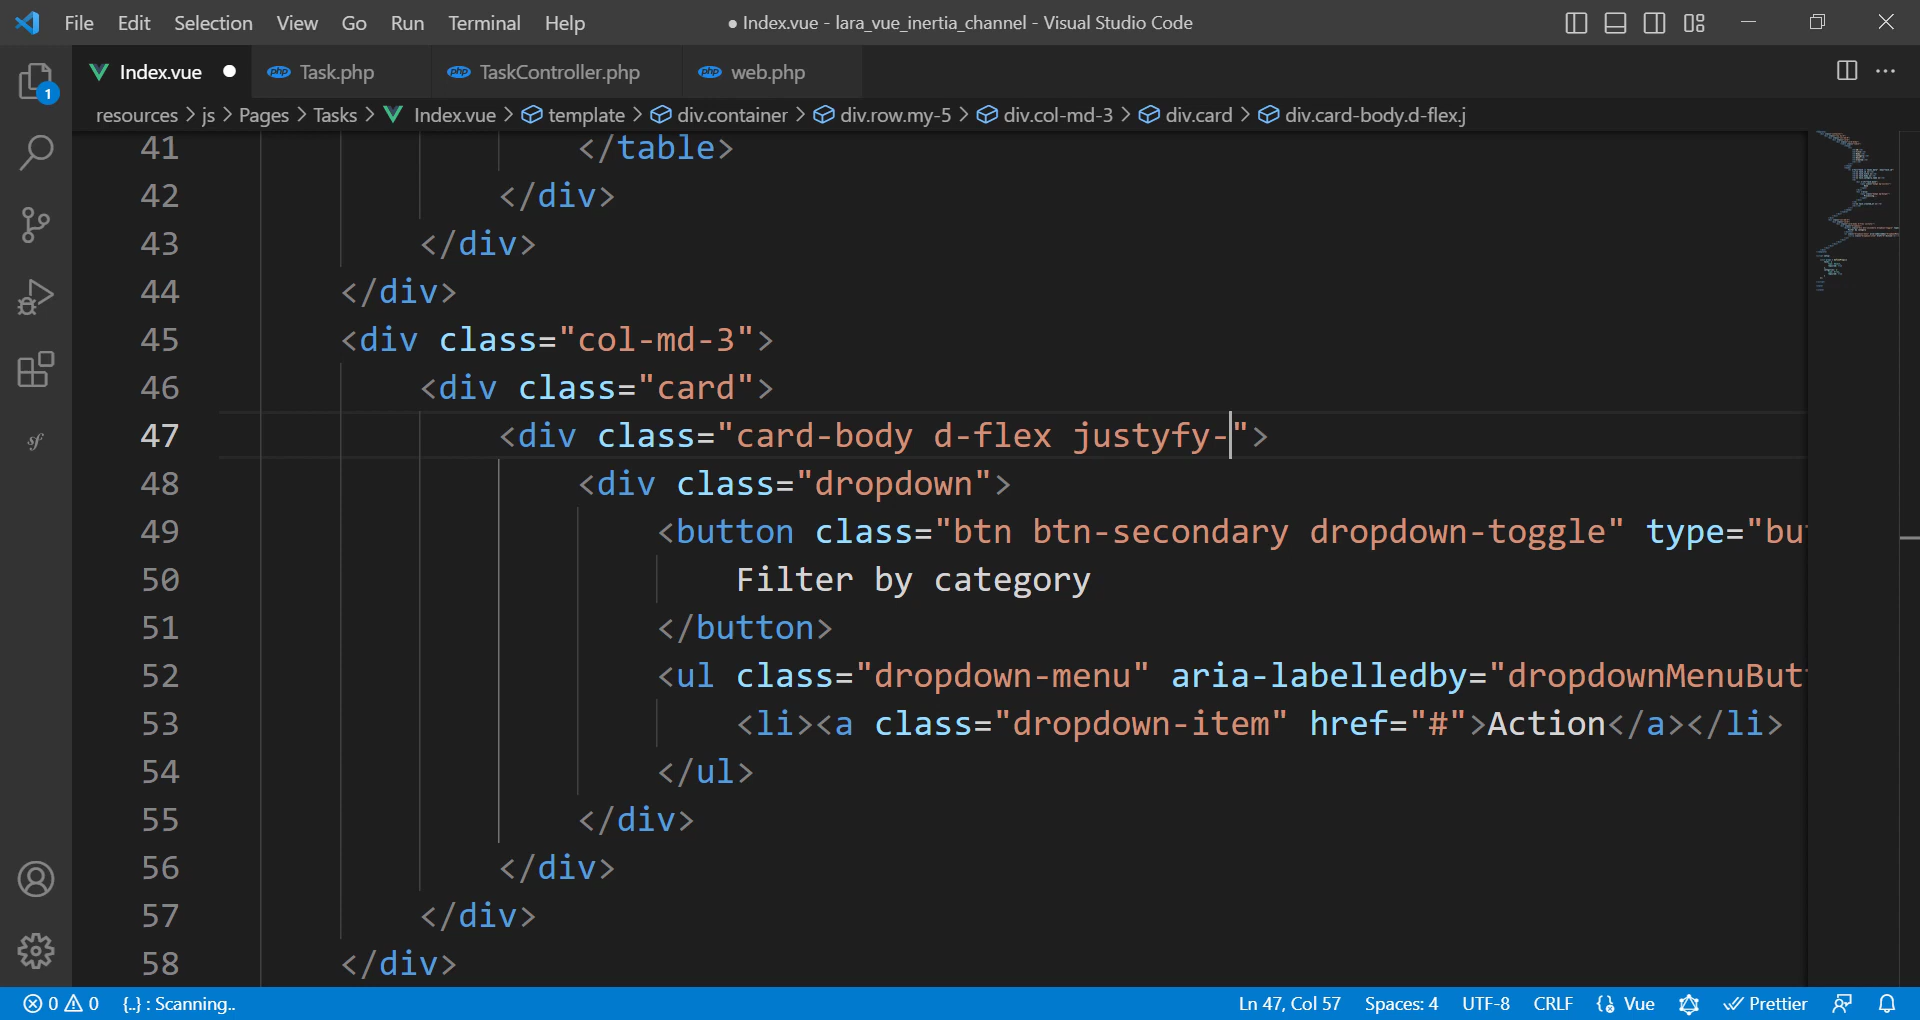 File Edit Selection View Go Run Terminal Help ● Index.vue - lara_vue_inertia_channel - Visual Studio Code
Index.vue Task.php TaskController.php web.php
1
resources > js > Pages > Tasks > Index.vue > template > div.container > div.row.my-5 > div.col-md-3 > div.card > div.card-body.d-flex.j
41 </table>
42 </div>
43 </div>
44 </div>
45 <div class="col-md-3">
46 <div class="card">
47 <div class="card-body d-flex justyfy-">
48 <div class="dropdown">
49 <button class="btn btn-secondary dropdown-toggle" type="bu
50 Filter by category
51 </button>
52 <ul class="dropdown-menu" aria-labelledby="dropdownMenuBut
53 <li><a class="dropdown-item" href="#">Action</a></li>
54 </ul>
55 </div>
56 </div>
57 </div>
58 </div>
0 0 {..} : Scanning.. Ln 47, Col 57 Spaces: 4 UTF-8 CRLF Vue Prettier